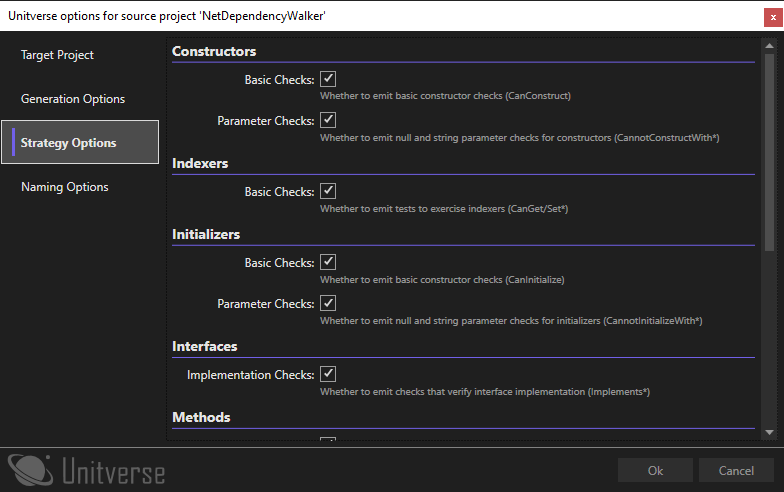 Unitverse options for source project 'NetDependencyWalker'
Target Project
Generation Options
Strategy Options
Naming Options
Constructors
Basic Checks:
Whether to emit basic constructor checks (CanConstruct)
Parameter Checks:
Whether to emit null and string parameter checks for constructors (CannotConstructWith*)
Indexers
Basic Checks:
Whether to emit tests to exercise indexers (CanGet/Set*)
Initializers
Basic Checks:
Whether to emit basic constructor checks (CanInitialize)
Parameter Checks:
Whether to emit null and string parameter checks for initializers (CannotInitializeWith*)
Interfaces
Implementation Checks:
Whether to emit checks that verify interface implementation (Implements*)
Methods
Unitverse
Ok
Cancel